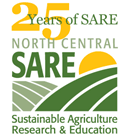 25 Years of SARE
NORTH CENTRAL
SARE
Sustainable Agriculture
Research & Education